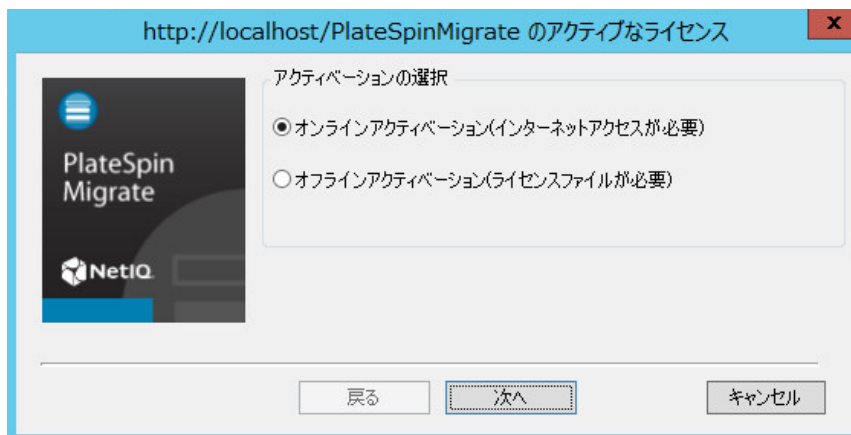 http://localhost/PlateSpinMigrate のアクティブなライセンス
x
アクティベーションの選択
PlateSpin
Migrate
NetIQ
オンラインアクティベーション(インターネットアクセスが必要)
オフラインアクティベーション(ライセンスファイルが必要)
戻る
次へ
キャンセル